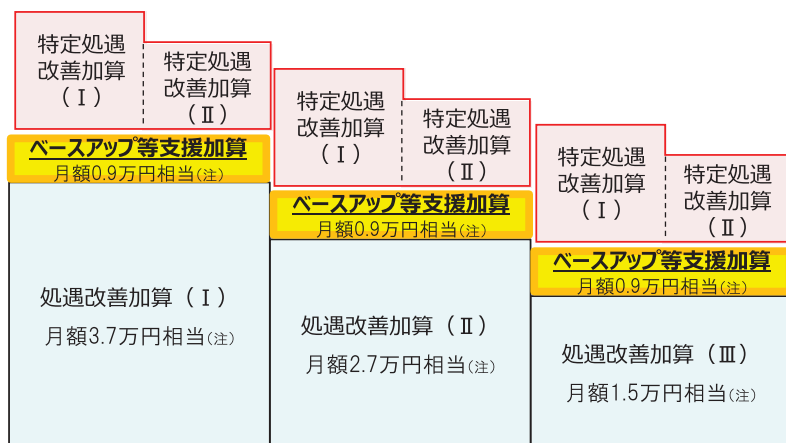 特定処遇
改善加算
（Ⅰ）
特定処遇
改善加算
（Ⅱ）
ベースアップ等支援加算
月額0.9万円相当(注)
処遇改善加算（Ⅰ）
月額3.7万円相当(注)
特定処遇
改善加算
（Ⅰ）
特定処遇
改善加算
（Ⅱ）
ベースアップ等支援加算
月額0.9万円相当(注)
処遇改善加算（Ⅱ）
月額2.7万円相当(注)
特定処遇
改善加算
（Ⅰ）
特定処遇
改善加算
（Ⅱ）
ベースアップ等支援加算
月額0.9万円相当(注)
処遇改善加算（Ⅲ）
月額1.5万円相当(注)